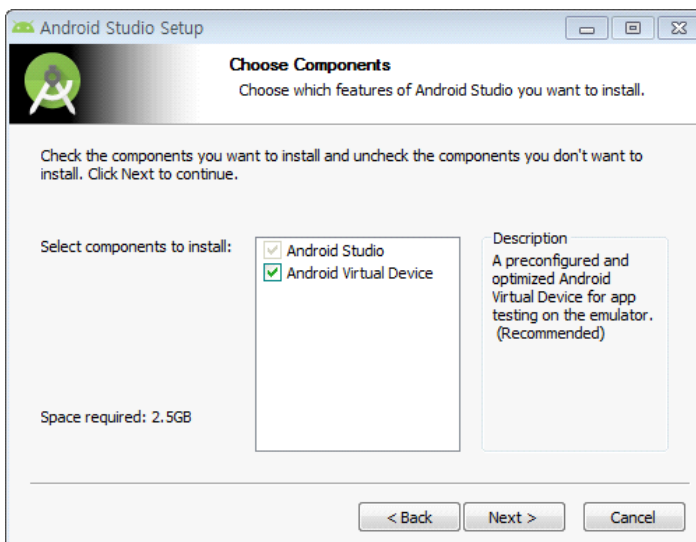 Android Studio Setup
Choose Components
Choose which features of Android Studio you want to install.
Check the components you want to install and uncheck the components you don't want to
install. Click Next to continue.
Select components to install:
Android Studio
Android Virtual Device
Description
A preconfigured and
optimized Android
Virtual Device for app
testing on the emulator.
(Recommended)
Space required: 2.5GB
< Back
Next >
Cancel